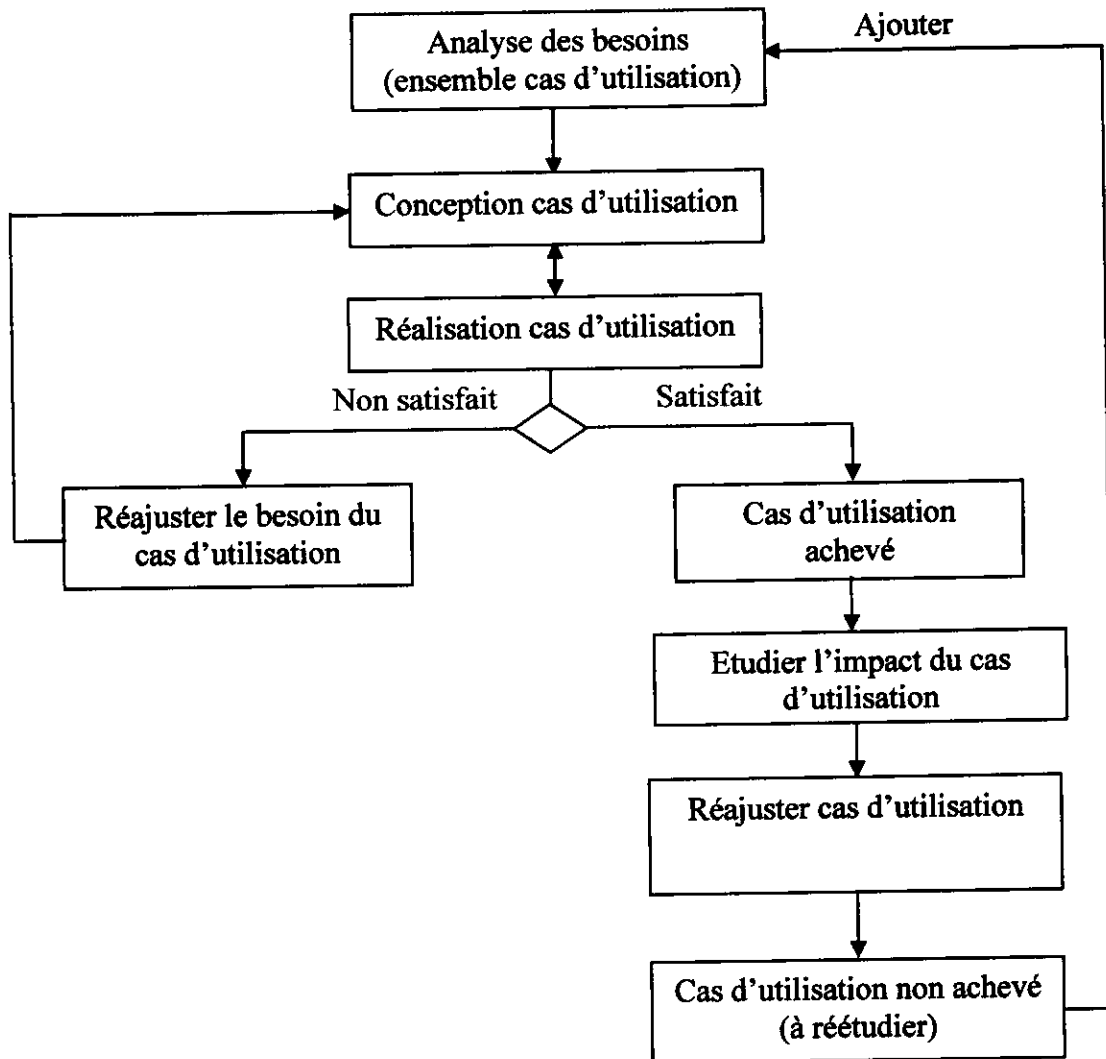 Analyse des besoins
(ensemble cas d'utilisation)
Ajouter
Conception cas d'utilisation
Réalisation cas d'utilisation
Non satisfait
Satisfait
Réajuster le besoin du
cas d'utilisation
Cas d'utilisation
achevé
Etudier l'impact du cas
d'utilisation
Réajuster cas d'utilisation
Cas d'utilisation non achevé
(à réétudier)